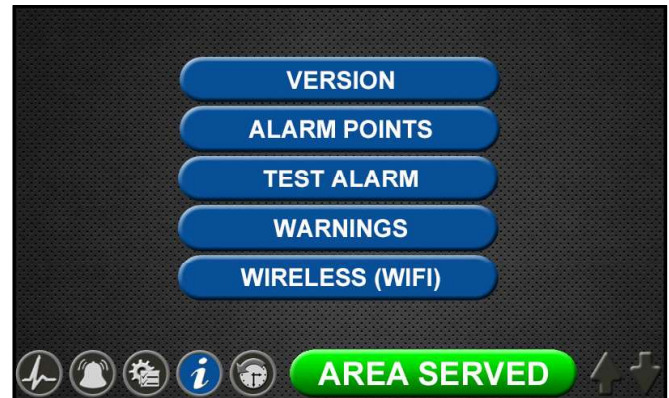 VERSION
ALARM POINTS
TEST ALARM
WARNINGS
WIRELESS (WIFI)
i AREA SERVED